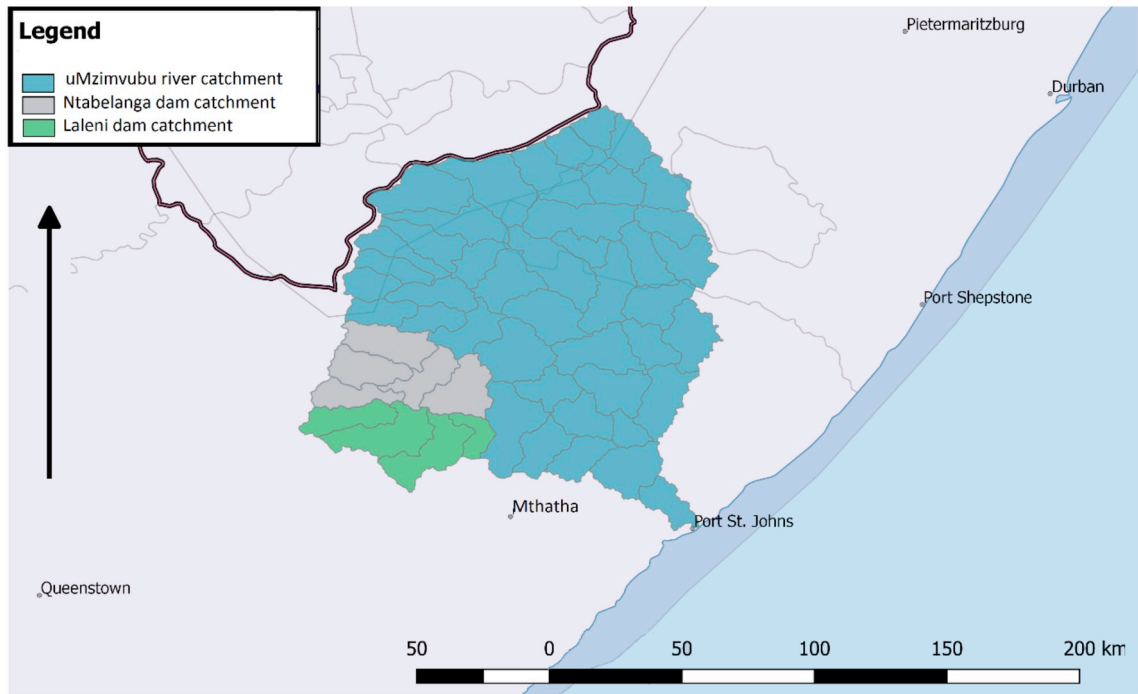 Legend
uMzimvubu river catchment
Ntabelanga dam catchment
Laleni dam catchment
Pietermaritzburg
Durban
Port Shepstone
Mthatha
Port St. Johns
Queenstown
50 0 50 100 150 200 km